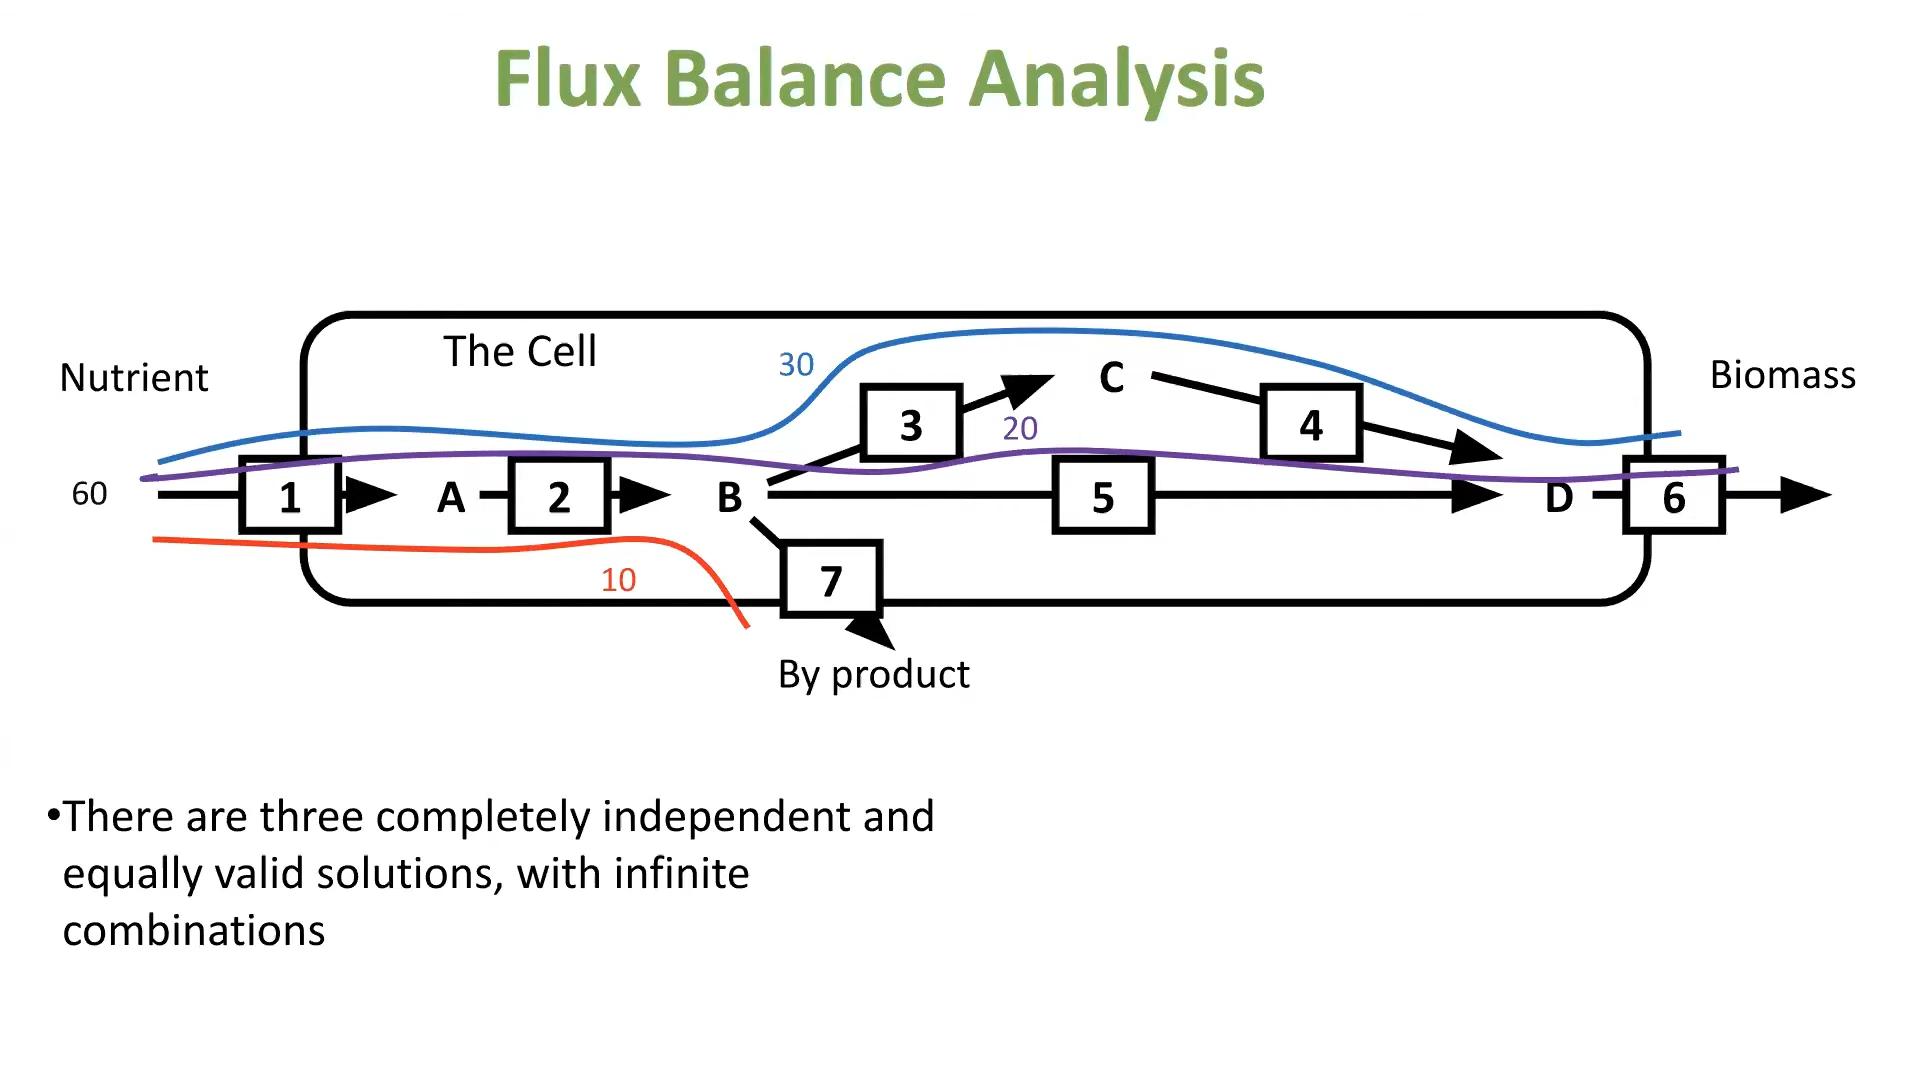 Flux Balance Analysis
The Cell
Nutrient
Biomass
30
C
3
4
20
60
1
A
2
B
5
D
6
10
7
By product
•There are three completely independent and
equally valid solutions, with infinite
combinations